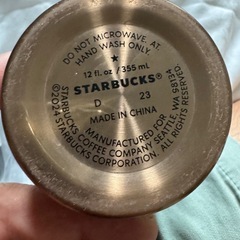 DO NOT MICROWAVE. AT.
HAND WASH ONLY
★
12 fl. oz / 355 mL
STARBUCKS®
D 23
MADE IN CHINA
MANUFACTURED FOR
STARBUCKS COFFEE COMPANY SEATTLE, WA 98134
©2024 STARBUCKS CORPORATION. ALL RIGHTS RESERVED.